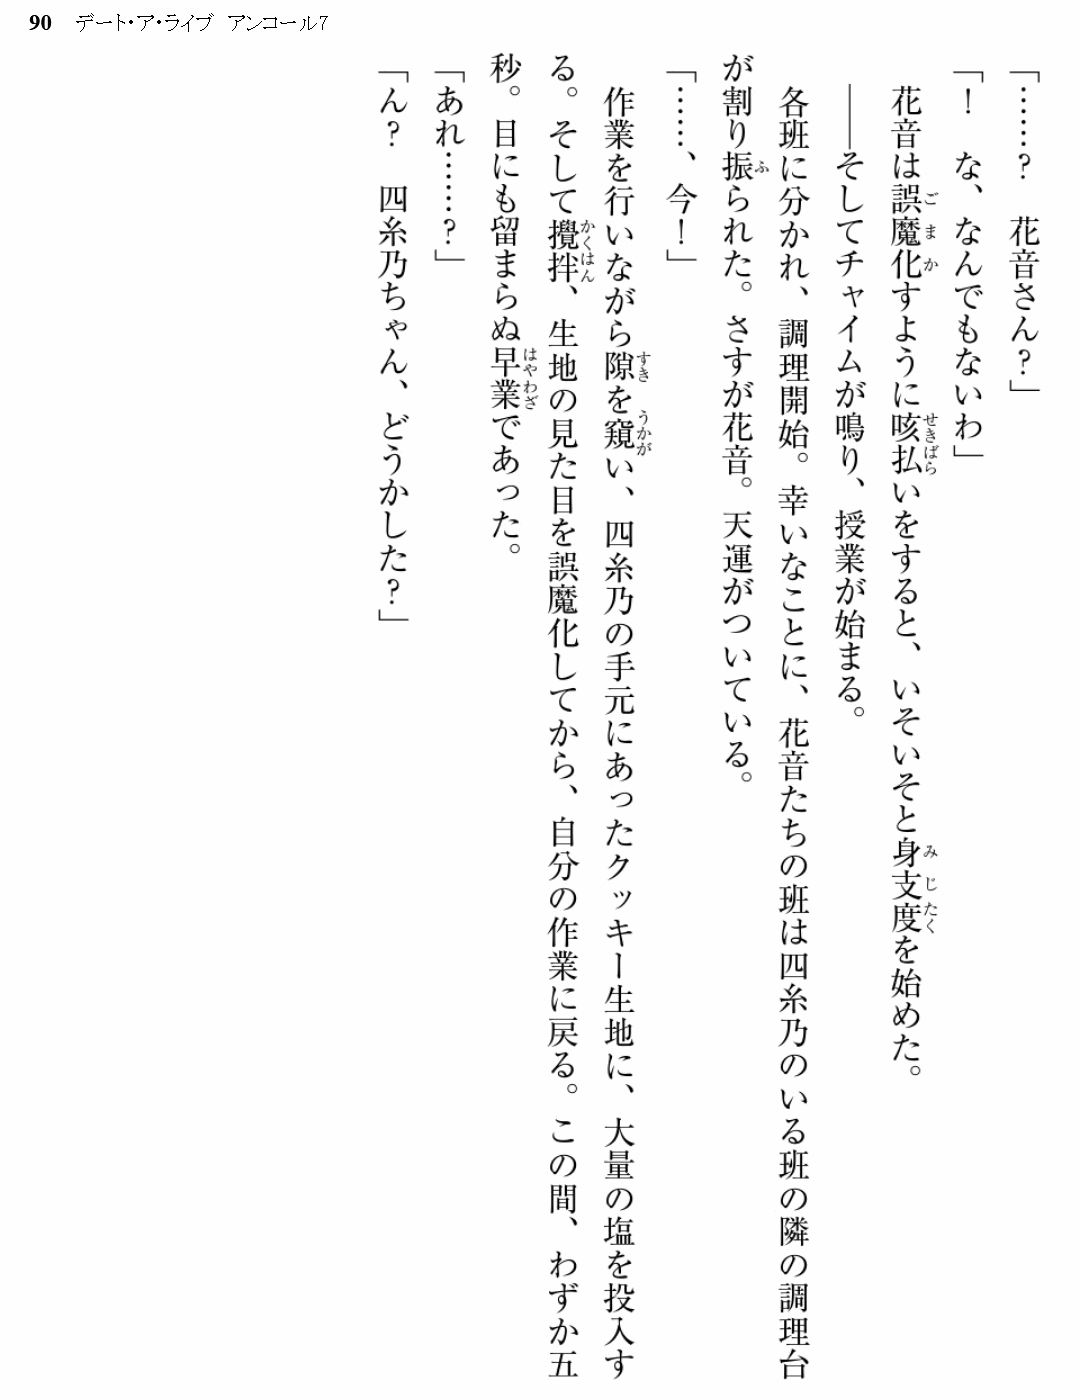 90 デート・ア・ライブ アンコール7
「……？　花音さん？」
「！　な、なんでもないわ」
　花音は誤魔化すように咳払いをすると、いそいそと身支度を始めた。
　――そしてチャイムが鳴り、授業が始まる。
　各班に分かれ、調理開始。幸いなことに、花音たちの班は四糸乃のいる班の隣の調理台
が割り振られた。さすが花音。天運がついている。
「……、今！」
　作業を行いながら隙を窺い、四糸乃の手元にあったクッキー生地に、大量の塩を投入す
る。そして攪拌、生地の見た目を誤魔化してから、自分の作業に戻る。この間、わずか五
秒。目にも留まらぬ早業であった。
「あれ……？」
「ん？　四糸乃ちゃん、どうかした？」